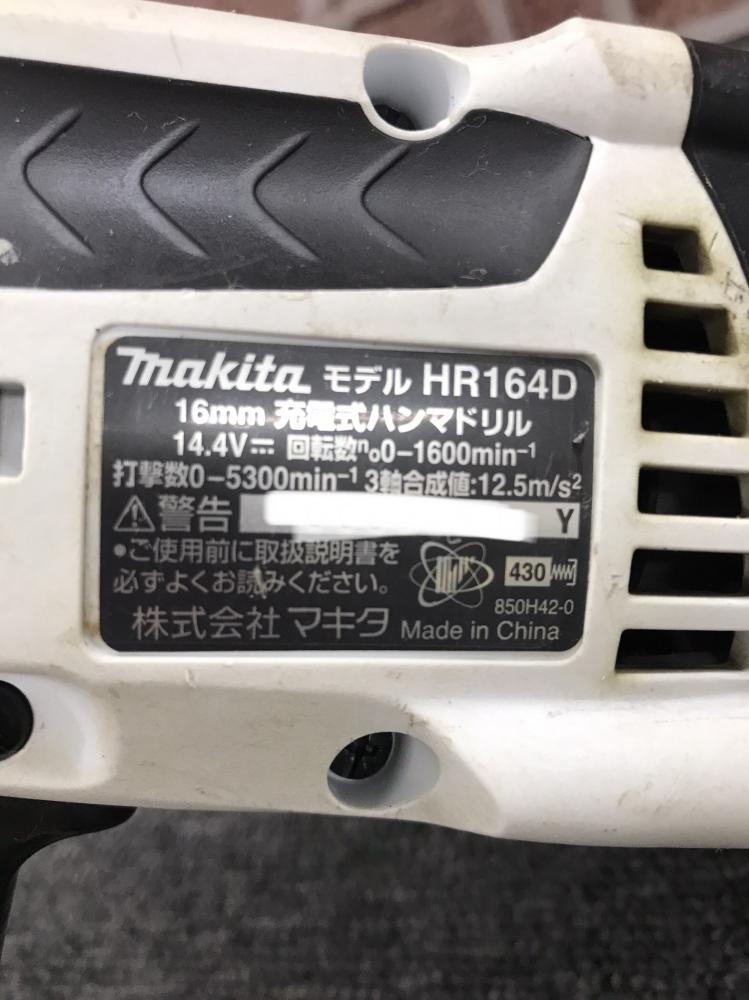 makita モデル HR164D
16mm 充電式ハンマドリル
14.4V⎓ 回転数n₀0-1600min⁻¹
打撃数0-5300min⁻¹ 3軸合成値:12.5m/s²
⚠警告 Y
●ご使用前に取扱説明書を
必ずよくお読みください。
430
850H42-0
株式会社 マキタ Made in China